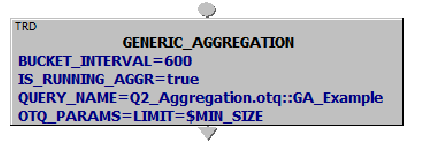 TRD
GENERIC_AGGREGATION
BUCKET_INTERVAL=600
IS_RUNNING_AGGR=true
QUERY_NAME=Q2_Aggregation.otq::GA_Example
OTQ_PARAMS=LIMIT=$MIN_SIZE